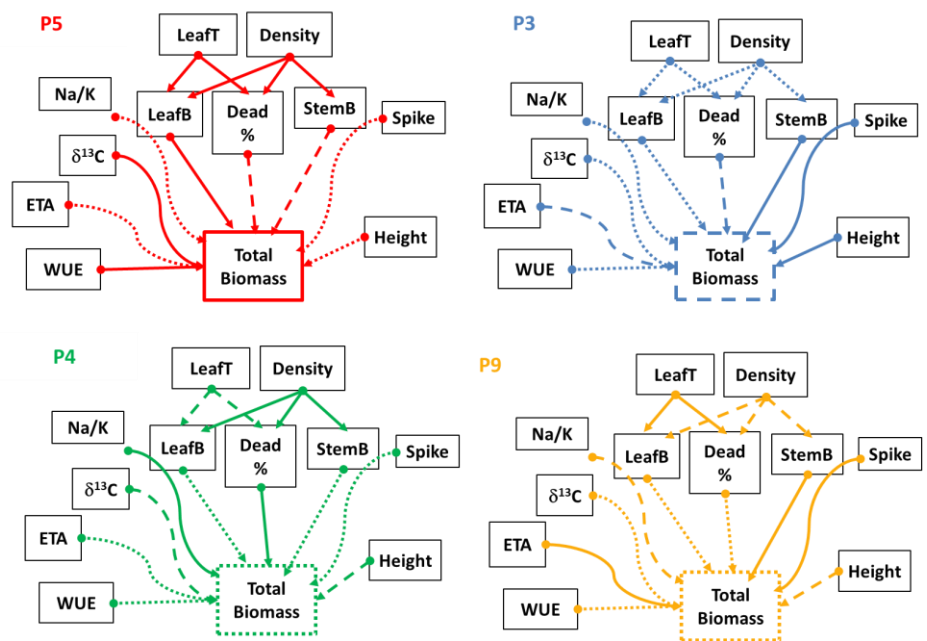 P5
LeafT
Density
Na/K
LeafB
Dead
%
StemB
Spike
δ¹³C
ETA
WUE
Total
Biomass
Height
P3
LeafT
Density
Na/K
LeafB
Dead
%
StemB
Spike
δ¹³C
ETA
WUE
Total
Biomass
Height
P4
LeafT
Density
Na/K
LeafB
Dead
%
StemB
Spike
δ¹³C
ETA
WUE
Total
Biomass
Height
P9
LeafT
Density
Na/K
LeafB
Dead
%
StemB
Spike
δ¹³C
ETA
WUE
Total
Biomass
Height